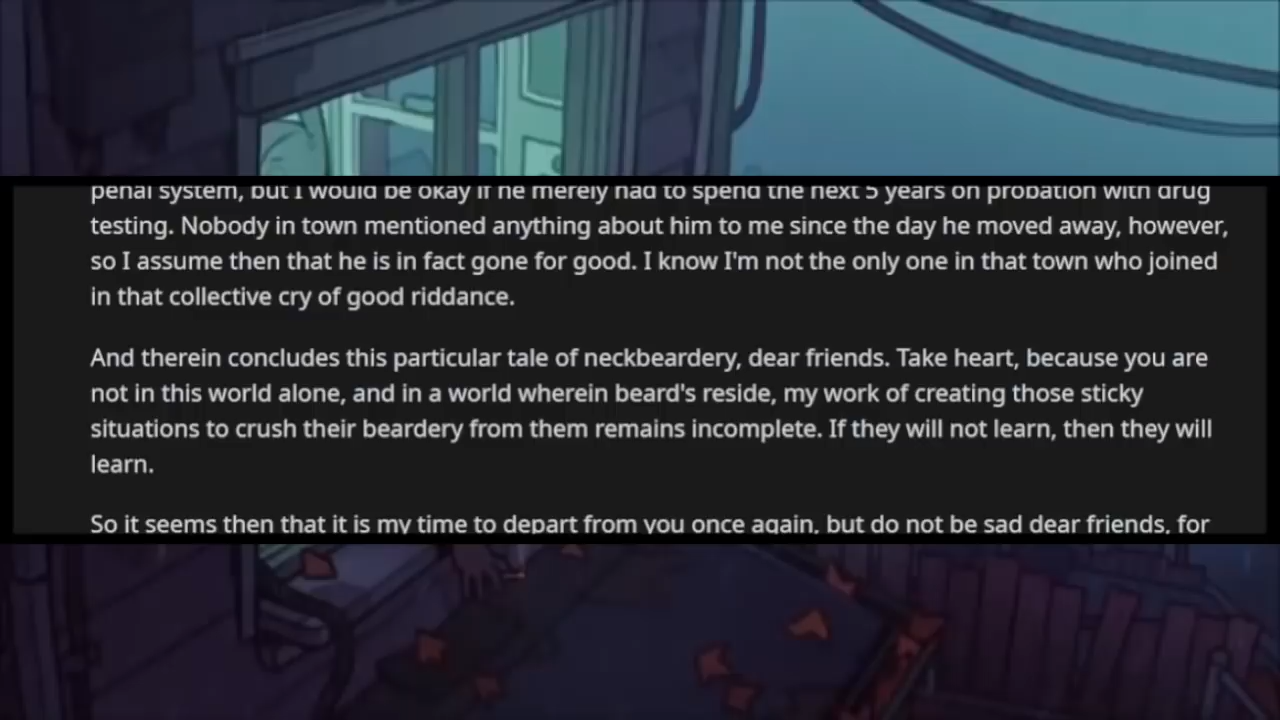 penal system, but I would be okay if he merely had to spend the next 5 years on probation with drug
testing. Nobody in town mentioned anything about him to me since the day he moved away, however,
so I assume then that he is in fact gone for good. I know I'm not the only one in that town who joined
in that collective cry of good riddance.
And therein concludes this particular tale of neckbeardery, dear friends. Take heart, because you are
not in this world alone, and in a world wherein beard's reside, my work of creating those sticky
situations to crush their beardery from them remains incomplete. If they will not learn, then they will
learn.
So it seems then that it is my time to depart from you once again, but do not be sad dear friends, for